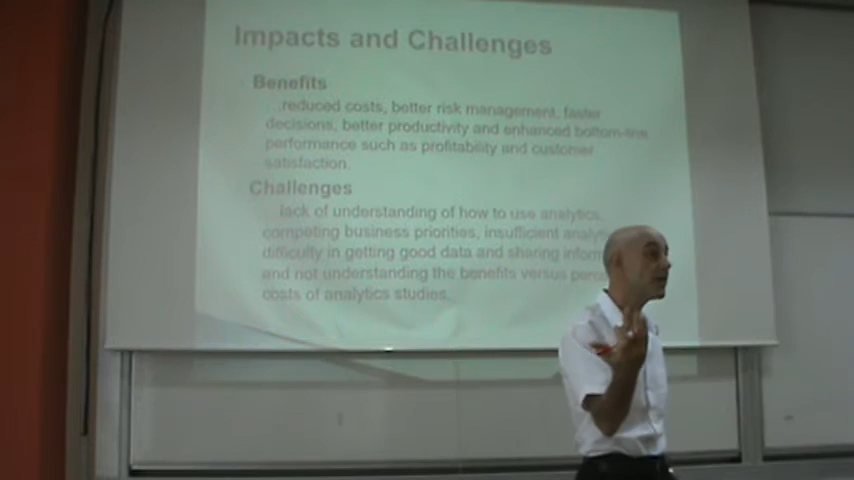 Impacts and Challenges
Benefits
reduced costs, better risk management, faster
decisions, better productivity and enhanced bottom-line
performance such as profitability and customer
satisfaction.
Challenges
lack of understanding of how to use analytics,
competing business priorities, insufficient
difficulty in getting good data and sharing
and not understanding the benefits versus
costs of analytics studies.